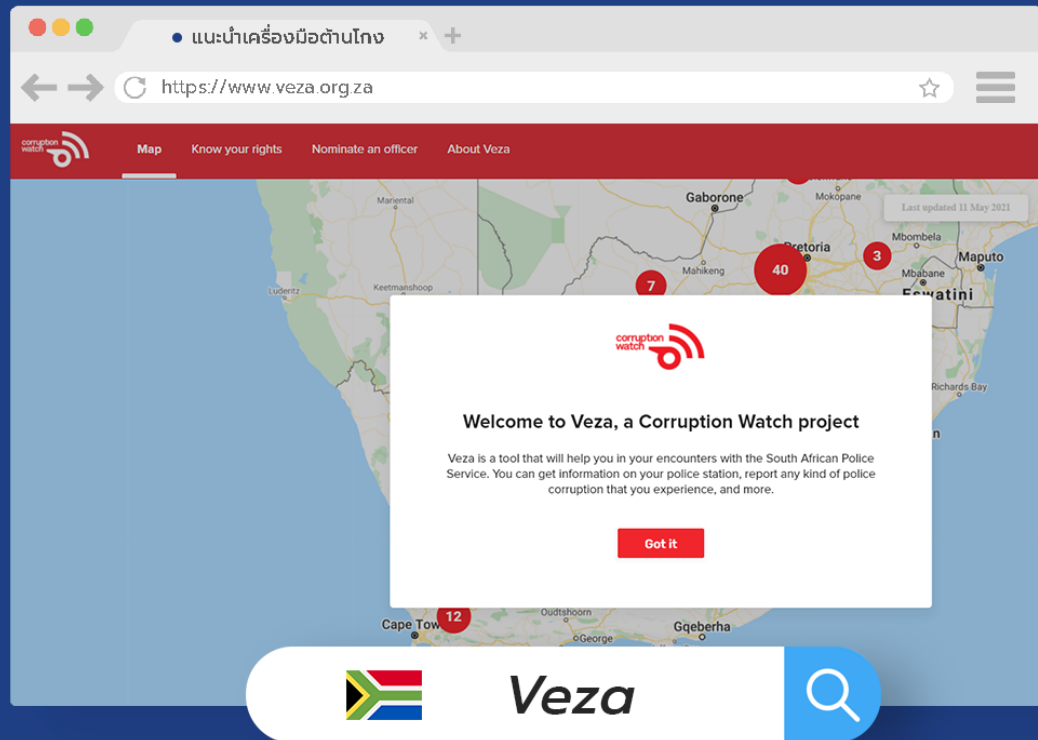 แนะนำเครื่องมือต้านโกง
https://www.veza.org.za
corruption watch
Map Know your rights Nominate an officer About Veza
Mariental
Gaborone
Mokopane
Last updated 11 May 2021
Pretoria
Mbombela
3
Maputo
40
Mahikeng
Mbabane
7
Luderitz
Keetmanshoop
Eswatini
corruption
watch
Richards Bay
Welcome to Veza, a Corruption Watch project
Veza is a tool that will help you in your encounters with the South African Police
Service. You can get information on your police station, report any kind of police
corruption that you experience, and more.
Got it
12
Oudtshoorn
Cape Tow
George
Gqeberha
Veza